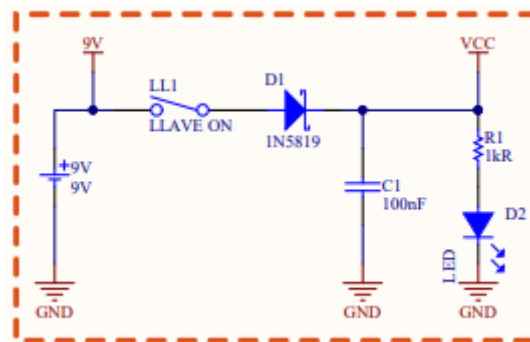 9V
VCC
LL1
D1
LLAVE ON
1N5819
R1
1kR
9V
9V
C1
100nF
D2
LED
GND
GND
GND